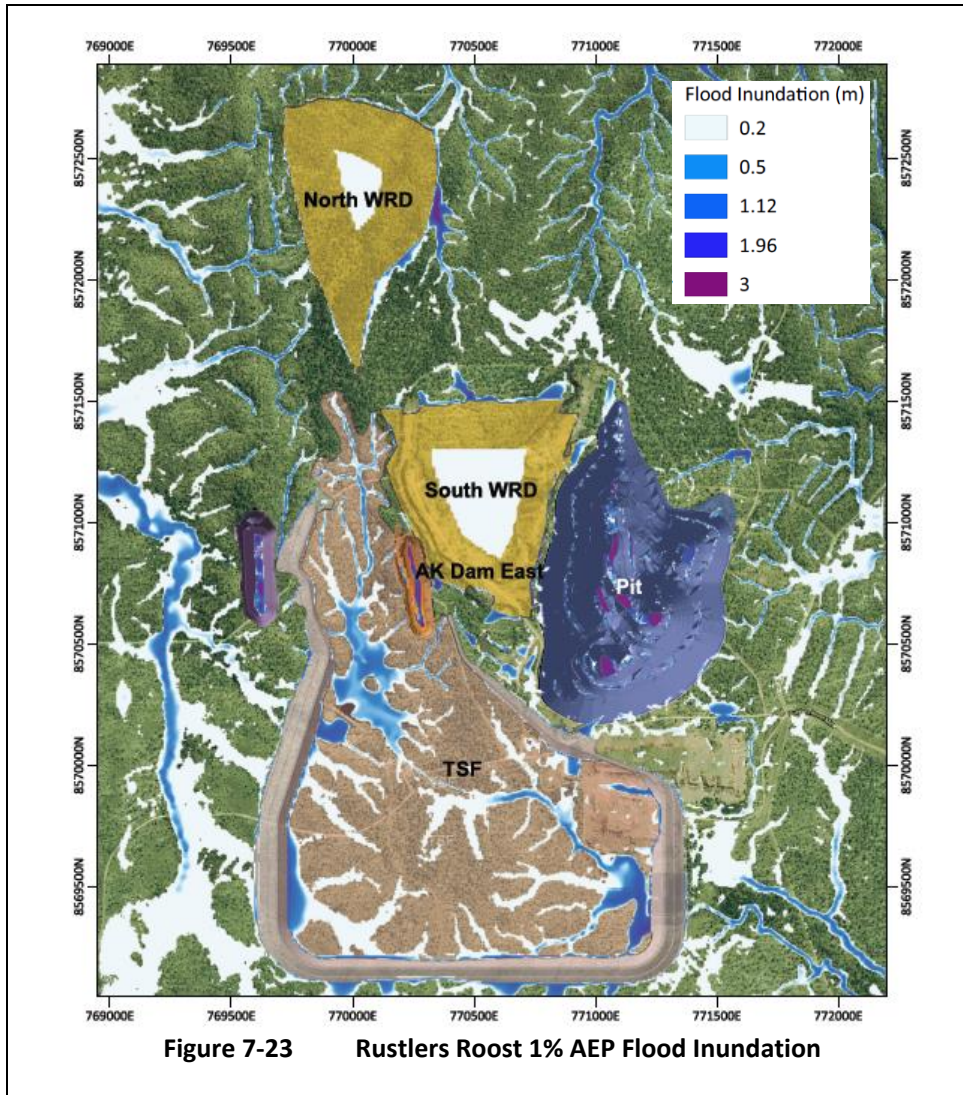 769000E 769500E 770000E 770500E 771000E 771500E 772000E
Flood Inundation (m)
0.2
0.5
1.12
1.96
3
8572500N
8572500N
North WRD
8572000N
8572000N
8571500N
8571500N
South WRD
8571000N
8571000N
AK Dam East
Pit
8570500N
8570500N
TSF
8570000N
8570000N
8569500N
8569500N
769000E 769500E 770000E 770500E 771000E 771500E 772000E
Figure 7-23 Rustlers Roost 1% AEP Flood Inundation